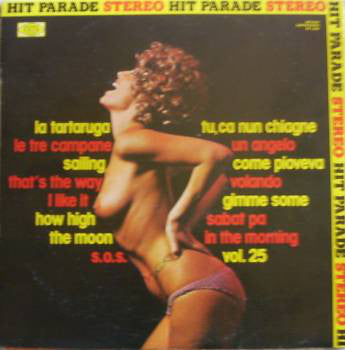 HIT PARADE STEREO HIT PARADE STEREO
HIT PARADE STEREO HIT PARADE STEREO HI
la tartaruga
le tre campane
sailing
that's the way
I like it
how high
the moon
s.o.s.
tu, ca nun chiagne
un angelo
come pioveva
volando
gimme some
sabat pa
in the morning
vol. 25